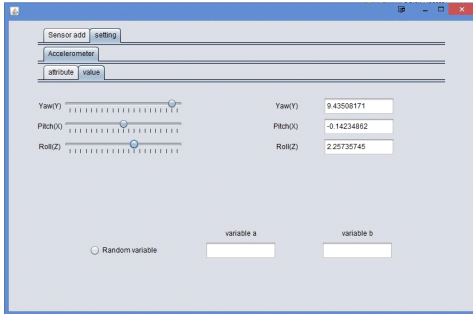 Sensor add setting
Accelerometer
attribute value
Yaw(Y) Yaw(Y) 9.43508171
Pitch(X) Pitch(X) -0.14234862
Roll(Z) Roll(Z) 2.25735745
variable a variable b
Random variable